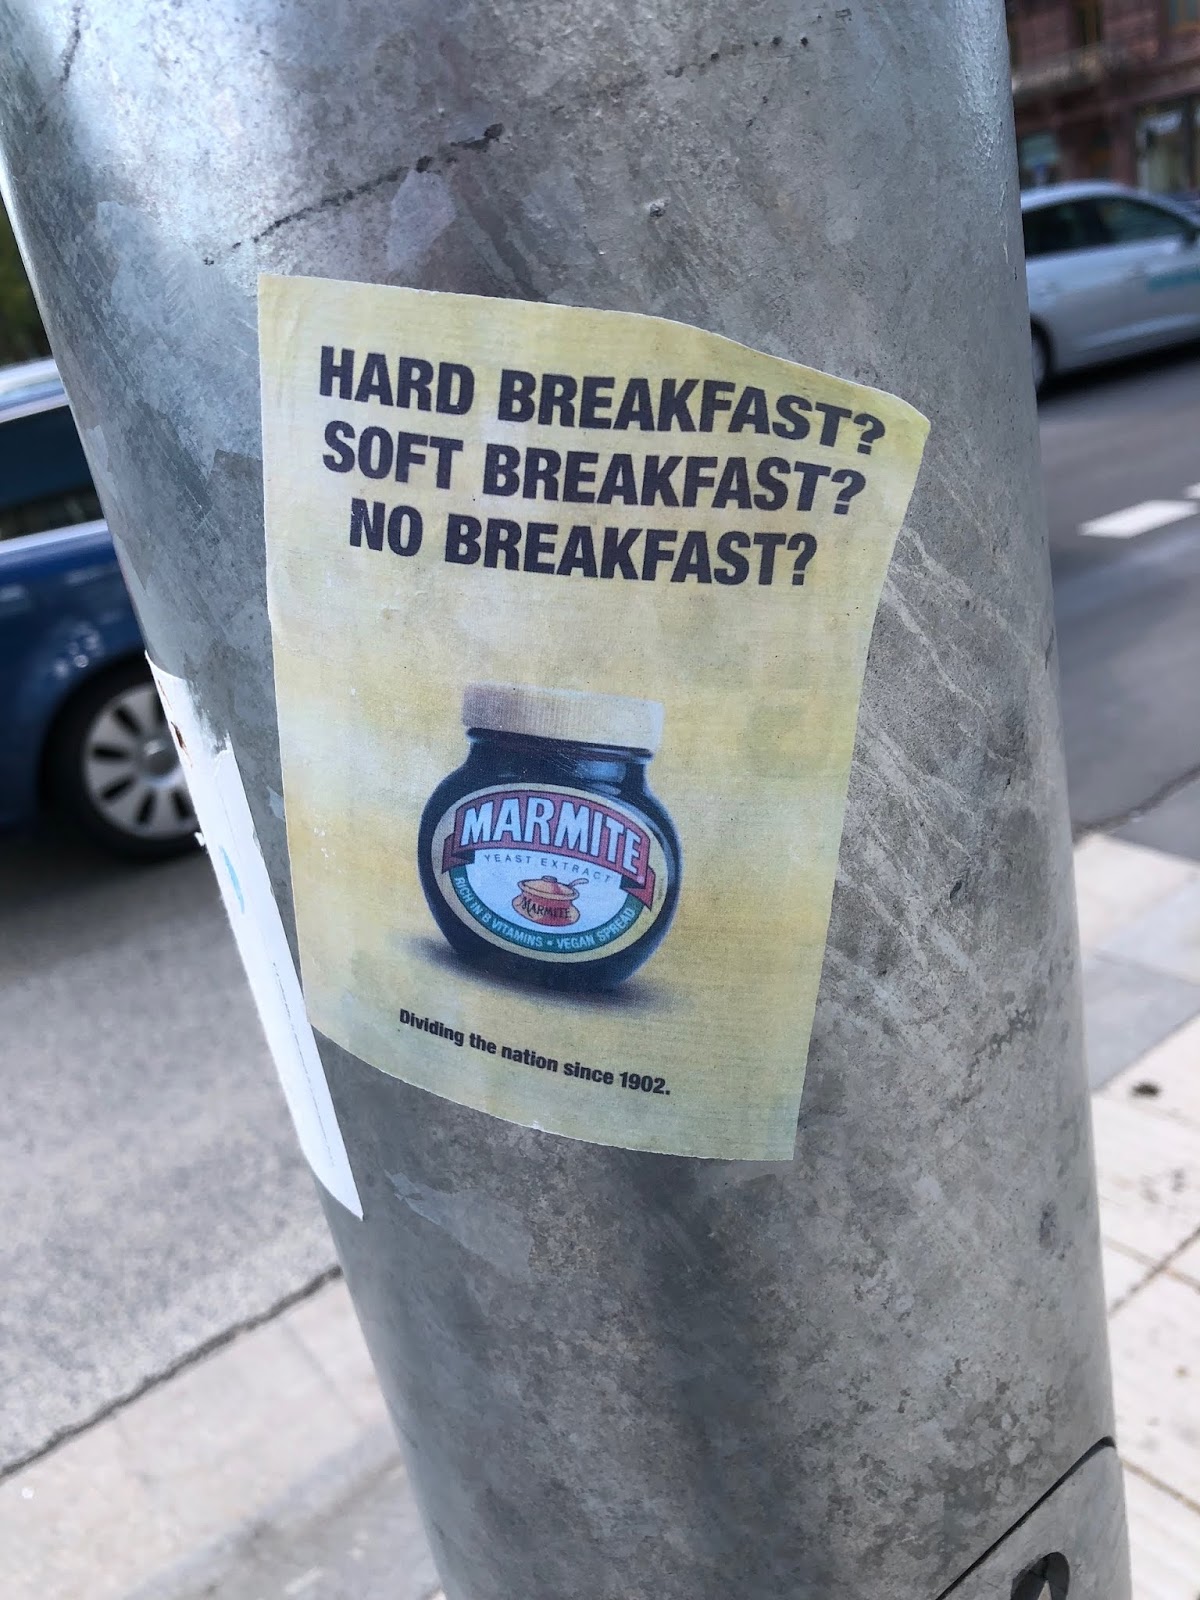 HARD BREAKFAST?
SOFT BREAKFAST?
NO BREAKFAST?
MARMITE
YEAST EXTRACT
MARMITE
RICH IN B VITAMINS • VEGAN SPREAD
Dividing the nation since 1902.